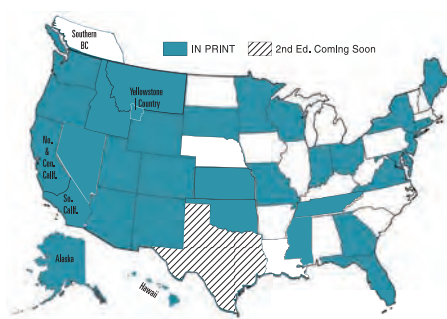 Southern
BC
IN PRINT
2nd Ed. Coming Soon
Yellowstone
Country
No.
&
Cen.
Calif.
So.
Calif.
Alaska
Hawaii